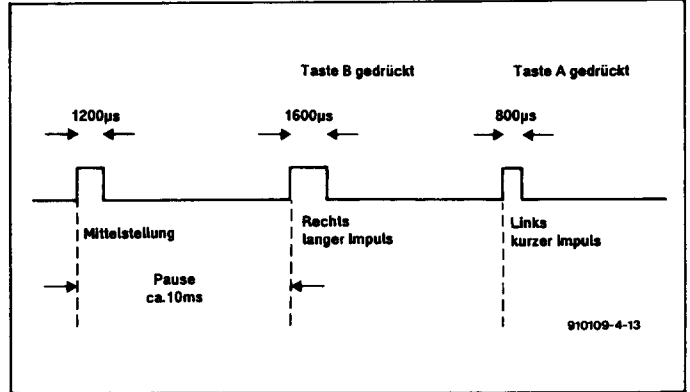 Taste B gedrückt
Taste A gedrückt
1200µs
1600µs
800µs
Mittelstellung
Rechts
langer Impuls
Links
kurzer Impuls
Pause
ca.10ms
910109-4-13